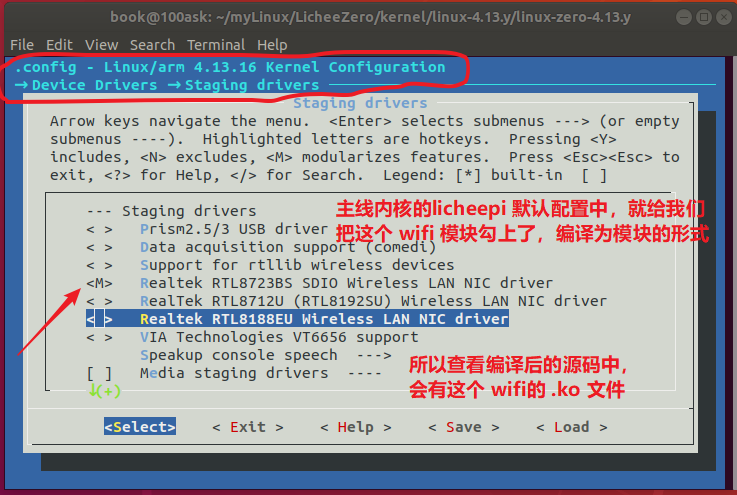 book@100ask: ~/myLinux/LicheeZero/kernel/linux-4.13.y/linux-zero-4.13.y
File Edit View Search Terminal Help
.config - Linux/arm 4.13.16 Kernel Configuration
→Device Drivers →Staging drivers
Staging drivers
Arrow keys navigate the menu. <Enter> selects submenus ---> (or empty
submenus ----). Highlighted letters are hotkeys. Pressing <Y>
includes, <N> excludes, <M> modularizes features. Press <Esc><Esc> to
exit, <?> for Help, </> for Search. Legend: [*] built-in [ ]
--- Staging drivers
< > Prism2.5/3 USB driver
< > Data acquisition support (comedi)
< > Support for rtllib wireless devices
<M> Realtek RTL8723BS SDIO Wireless LAN NIC driver
< > RealTek RTL8712U (RTL8192SU) Wireless LAN NIC driver
< > Realtek RTL8188EU Wireless LAN NIC driver
< > VIA Technologies VT6656 support
Speakup console speech --->
[ ] Media staging drivers ----
↓(+)
主线内核的licheepi 默认配置中，就给我们
把这个 wifi 模块勾上了，编译为模块的形式
所以查看编译后的源码中，
会有这个 wifi的 .ko 文件
<Select> < Exit > < Help > < Save > < Load >